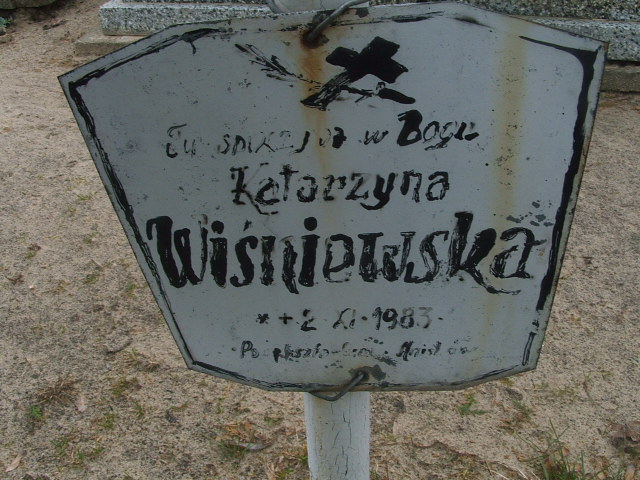 Tu spoczywa w Bogu
Katarzyna
Wiśniewska
* + 2 XI 1983